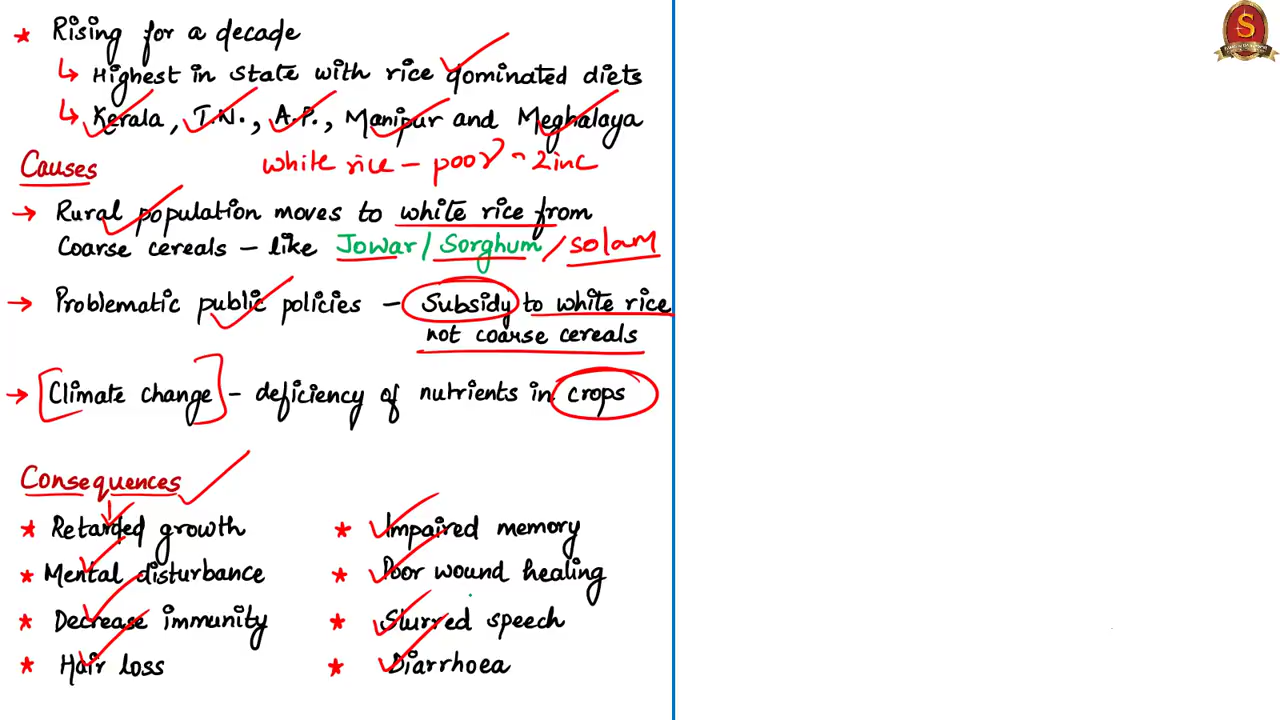 ★ Rising for a decade
↳ Highest in state with rice dominated diets
↳ Kerala, T.N., A.P., Manipur and Meghalaya
Causes
white rice – poor in Zinc
→ Rural population moves to white rice from
Coarse cereals – like Jowar / Sorghum / Solam
→ Problematic public policies – Subsidy to white rice
not coarse cereals
→ [Climate change] – deficiency of nutrients in crops
Consequences
★ Retarded growth
★ Mental disturbance
★ Decrease immunity
★ Hair loss
★ Impaired memory
★ Poor wound healing
★ Slurred speech
★ Diarrhoea
S